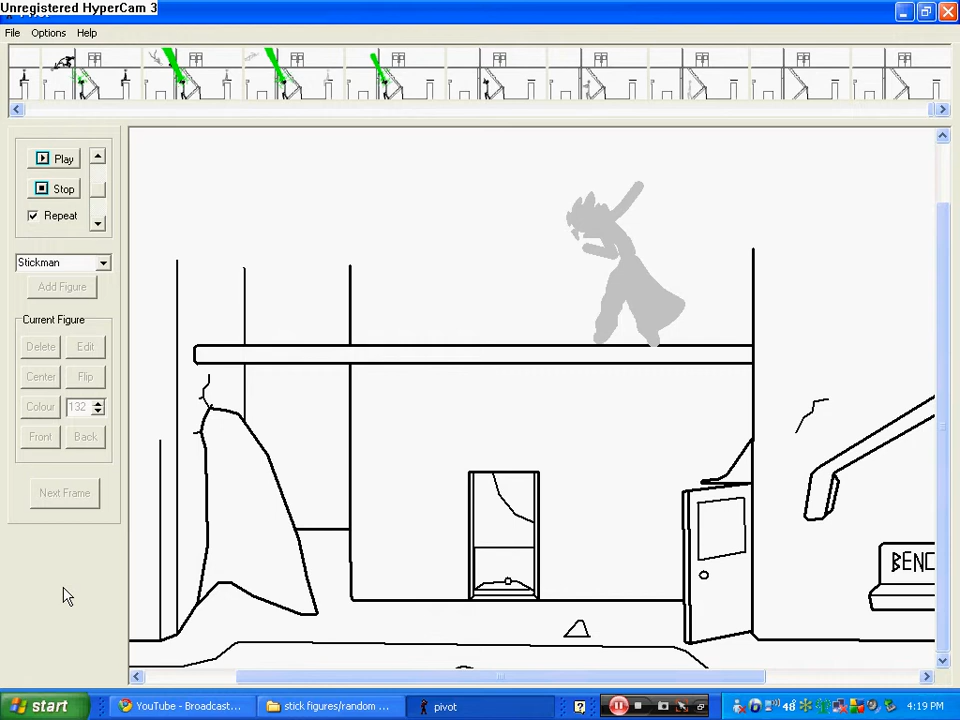 Unregistered HyperCam 3
File Options Help
Play
Stop
Repeat
Stickman
Add Figure
Current Figure
Delete Edit
Center Flip
Colour 132
Front Back
Next Frame
BENC
start YouTube - Broadcast... stick figures/random ... pivot 48 4:19 PM